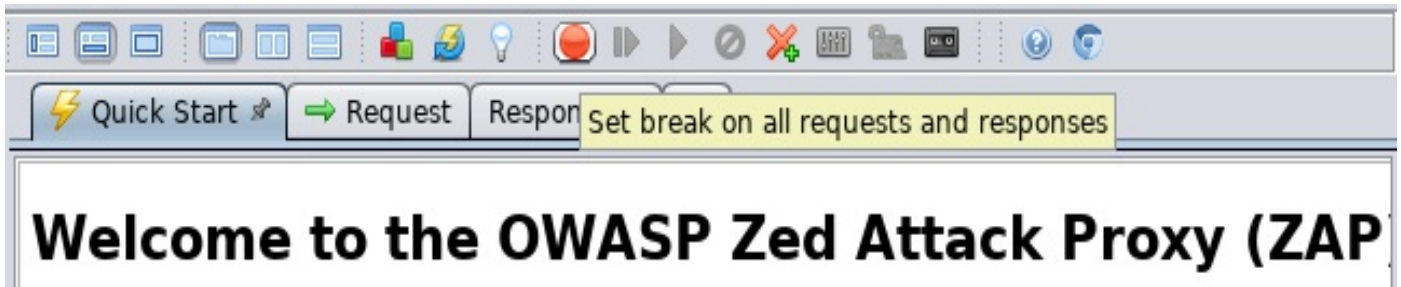 Quick Start
Request
Respon
Set break on all requests and responses
Welcome to the OWASP Zed Attack Proxy (ZAP)